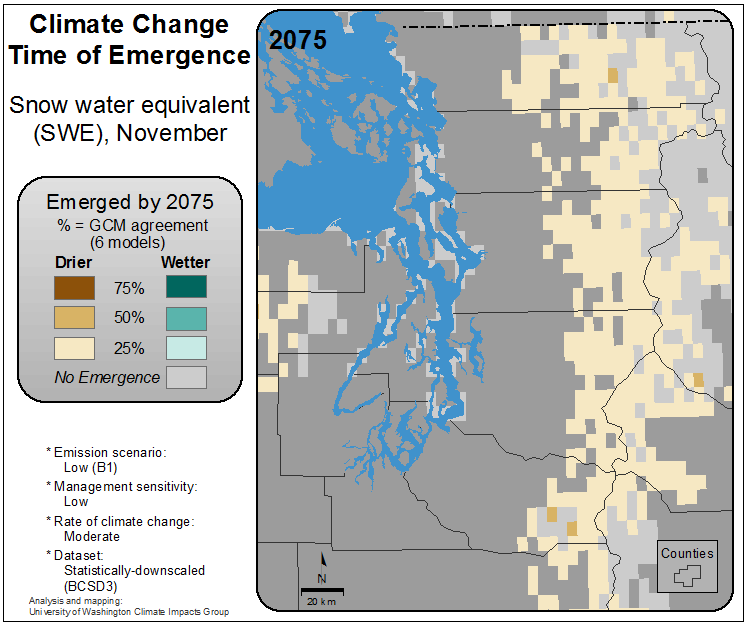 Climate Change
Time of Emergence
Snow water equivalent
(SWE), November
Emerged by 2075
% = GCM agreement
(6 models)
Drier Wetter
75%
50%
25%
No Emergence
* Emission scenario:
Low (B1)
* Management sensitivity:
Low
* Rate of climate change:
Moderate
* Dataset:
Statistically-downscaled
(BCSD3)
Analysis and mapping:
University of Washington Climate Impacts Group
2075
N
20 km
Counties